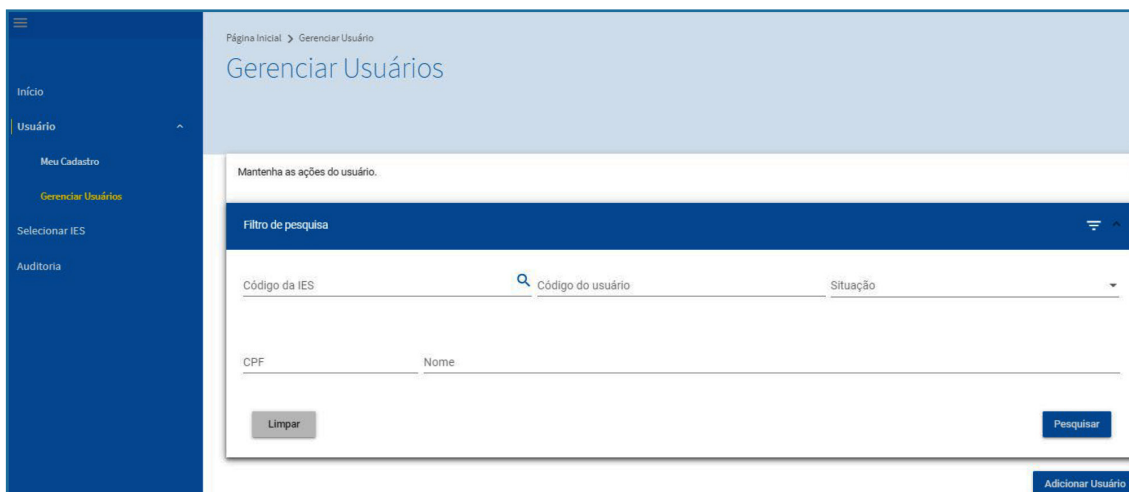 Página Inicial > Gerenciar Usuário
Gerenciar Usuários
Início
Usuário
Meu Cadastro
Gerenciar Usuários
Selecionar IES
Auditoria
Mantenha as ações do usuário.
Filtro de pesquisa
Código da IES Código do usuário Situação
CPF Nome
Limpar Pesquisar
Adicionar Usuário